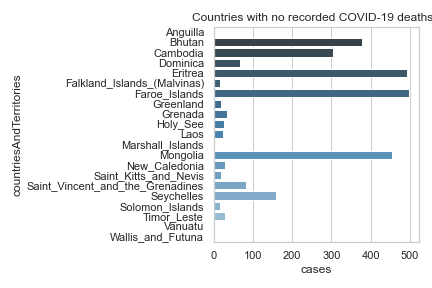 Countries with no recorded COVID-19 deaths
countriesAndTerritories
Anguilla
Bhutan
Cambodia
Dominica
Eritrea
Falkland_Islands_(Malvinas)
Faroe_Islands
Greenland
Grenada
Holy_See
Laos
Marshall_Islands
Mongolia
New_Caledonia
Saint_Kitts_and_Nevis
Saint_Vincent_and_the_Grenadines
Seychelles
Solomon_Islands
Timor_Leste
Vanuatu
Wallis_and_Futuna
0 100 200 300 400 500
cases